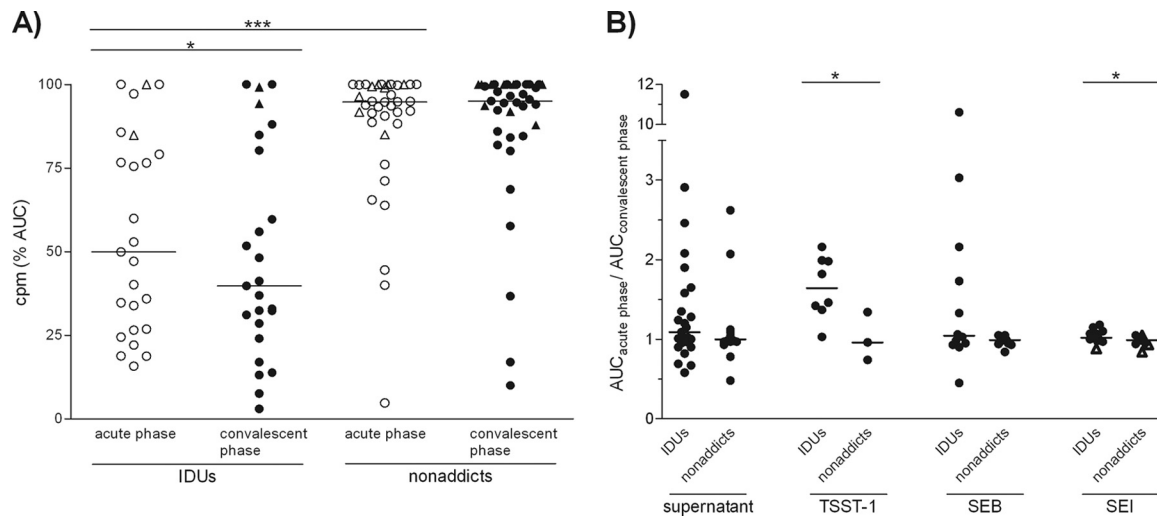 A)
***
*
100
75
50
25
0
cpm (% AUC)
acute phase
convalescent
phase
acute phase
convalescent
phase
IDUs
nonaddicts
B)
*
*
12
11
10
3
2
1
0
AUCacute phase/ AUCconvalescent phase
IDUs
nonaddicts
IDUs
nonaddicts
IDUs
nonaddicts
IDUs
nonaddicts
supernatant
TSST-1
SEB
SEI